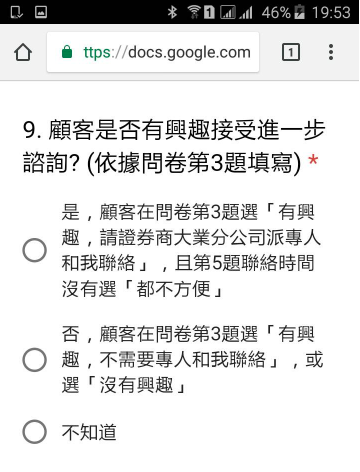 46% 19:53
ttps://docs.google.com 1
9. 顧客是否有興趣接受進一步
諮詢? (依據問卷第3題填寫) *
是，顧客在問卷第3題選「有興
趣，請證券商大業分公司派專人
和我聯絡」，且第5題聯絡時間
沒有選「都不方便」
否，顧客在問卷第3題選「有興
趣，不需要專人和我聯絡」，或
選「沒有興趣」
不知道